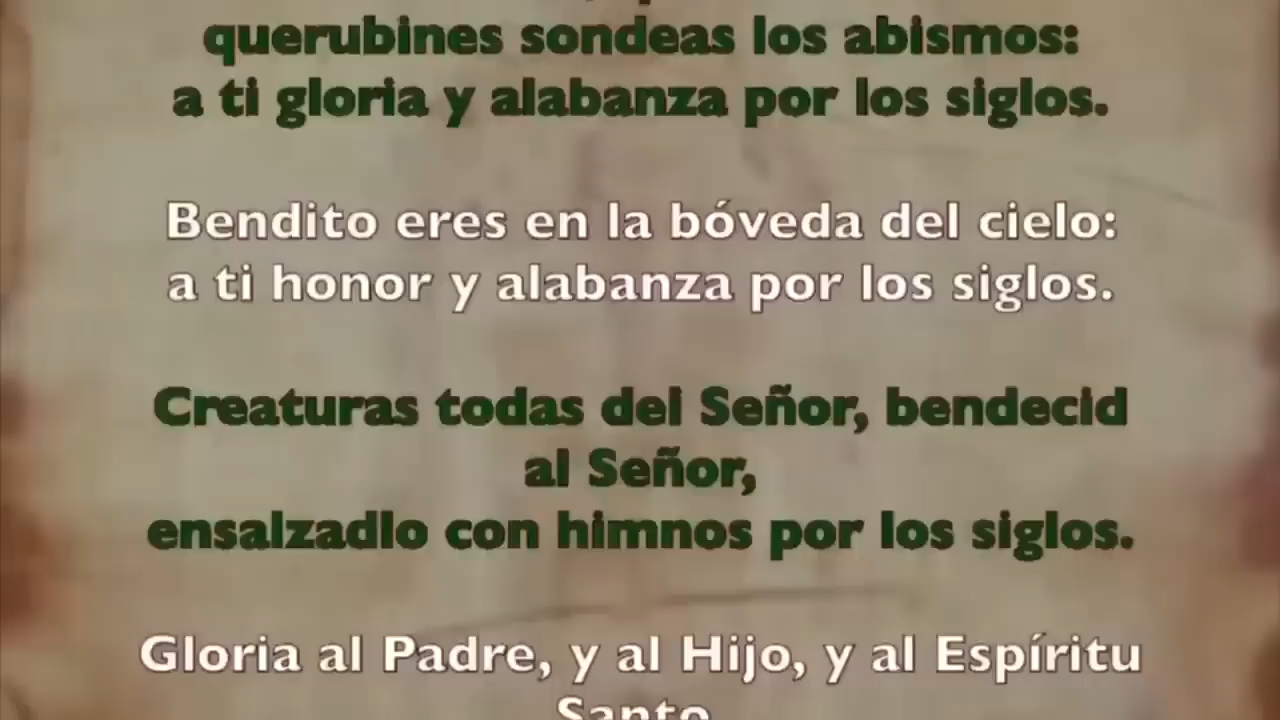 querubines sondeas los abismos:
a ti gloria y alabanza por los siglos.
Bendito eres en la bóveda del cielo:
a ti honor y alabanza por los siglos.
Creaturas todas del Señor, bendecid
al Señor,
ensalzadlo con himnos por los siglos.
Gloria al Padre, y al Hijo, y al Espíritu
Santo